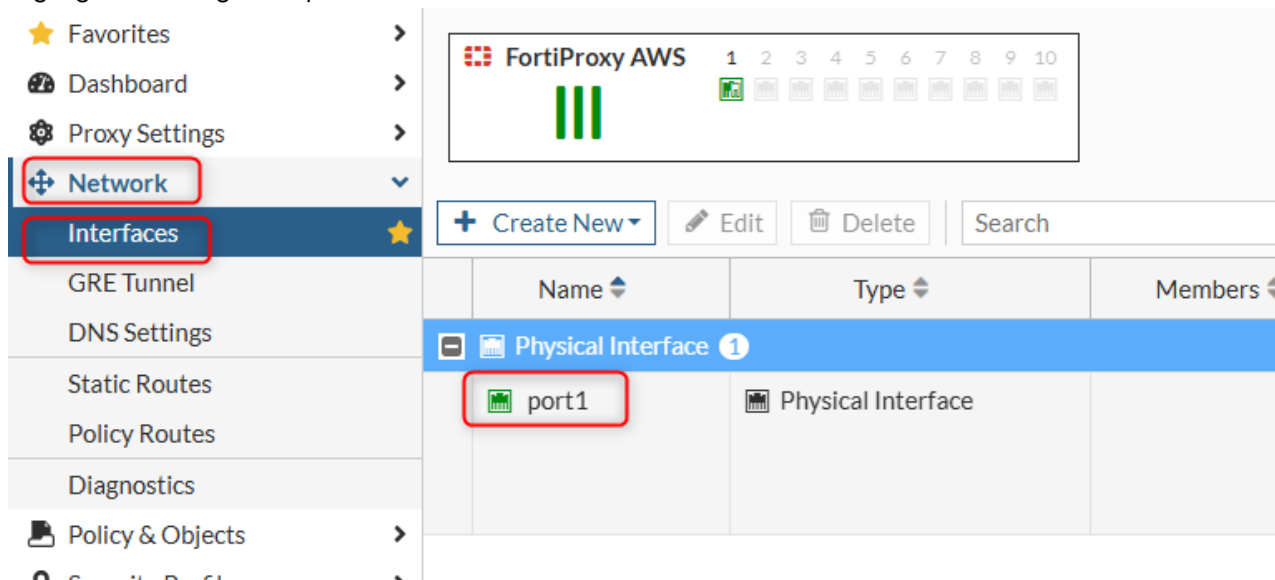 Favorites
Dashboard
Proxy Settings
Network
Interfaces
GRE Tunnel
DNS Settings
Static Routes
Policy Routes
Diagnostics
Policy & Objects
FortiProxy AWS 1 2 3 4 5 6 7 8 9 10
+ Create New Edit Delete Search
Name Type Members
Physical Interface 1
port1 Physical Interface